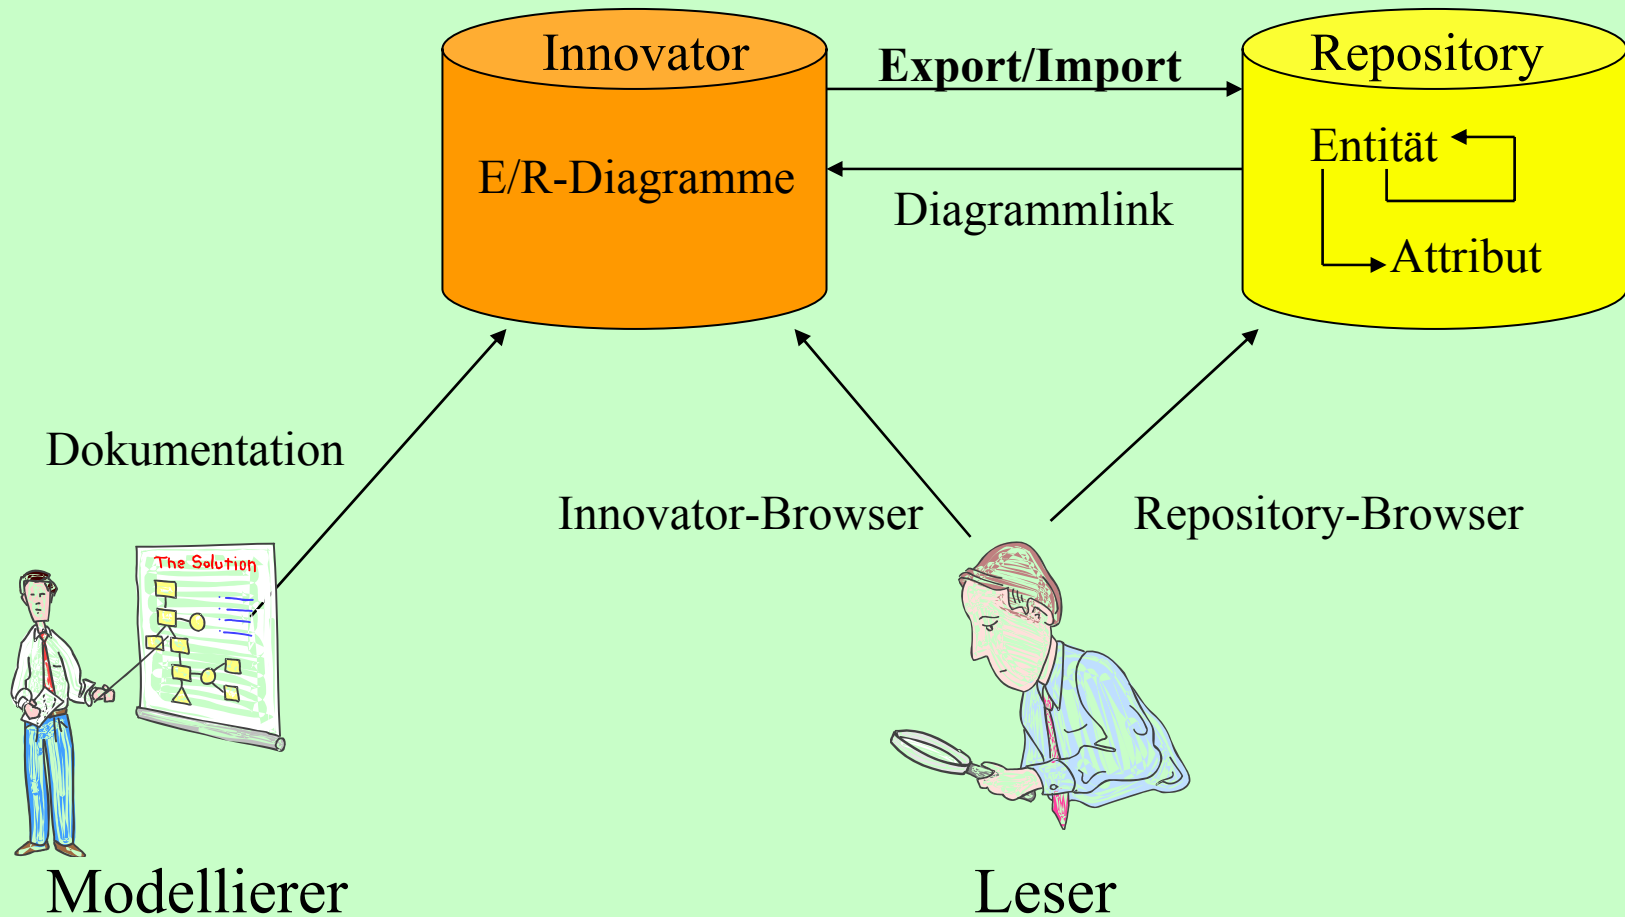 Innovator
Export/Import
Repository
E/R-Diagramme
Entität
Diagrammlink
Attribut
Dokumentation
Innovator-Browser
Repository-Browser
The Solution
Modellierer
Leser